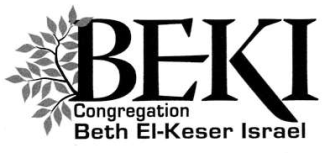 BEKI
Congregation
Beth El-Keser Israel